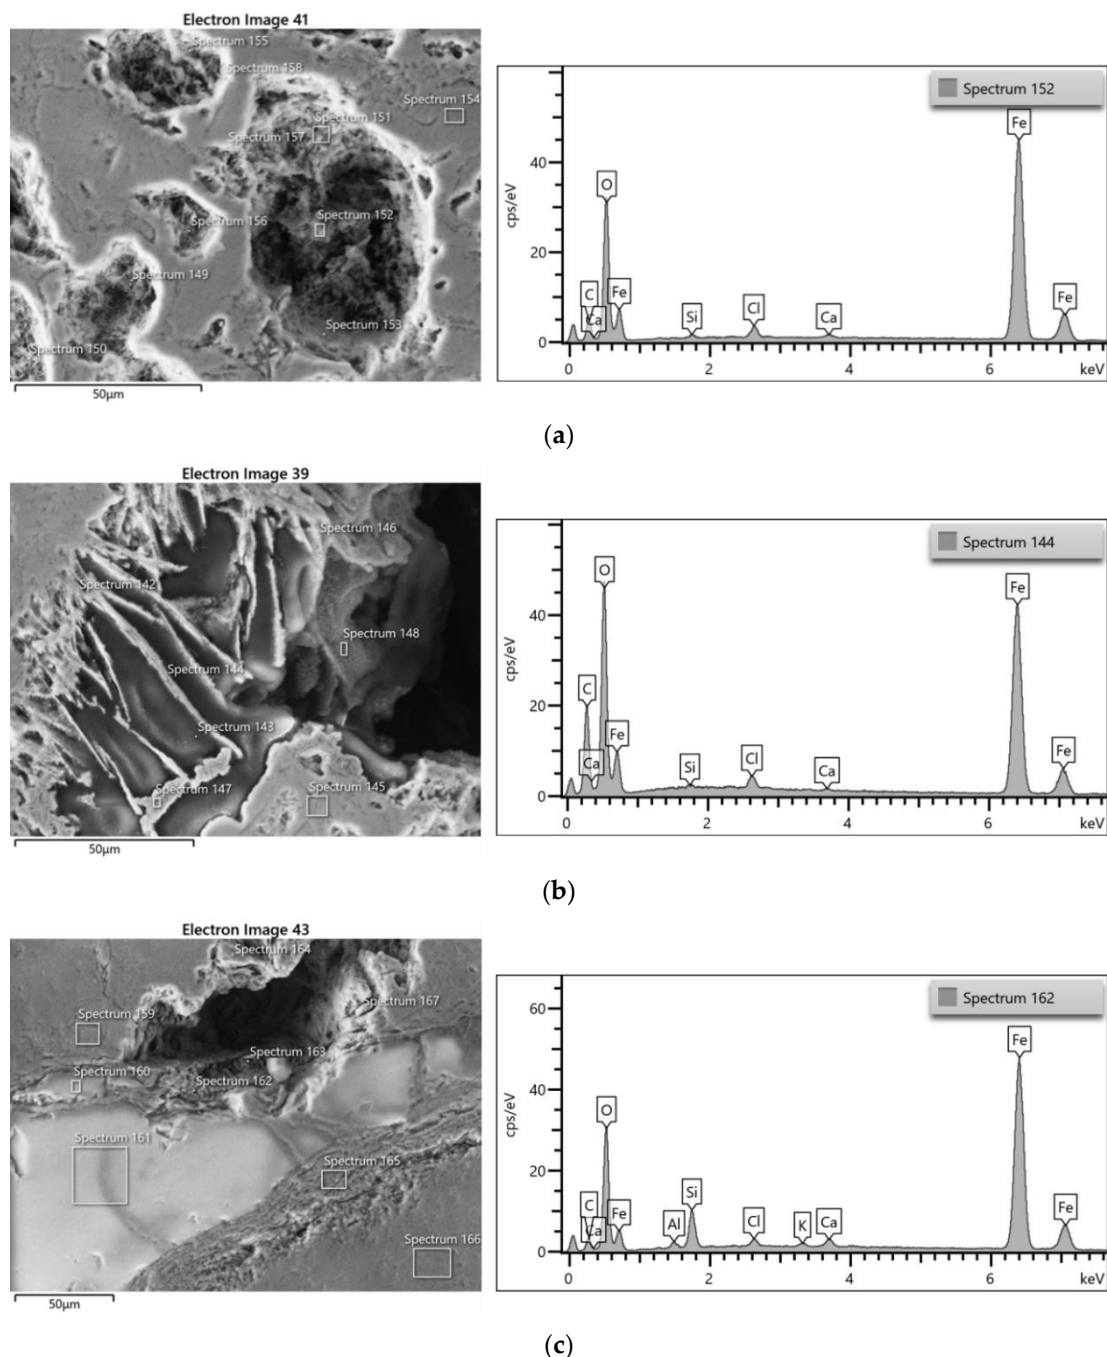 Electron Image 41
Spectrum 155
Spectrum 158
Spectrum 154
Spectrum 151
Spectrum 157
Spectrum 156
Spectrum 152
Spectrum 149
Spectrum 153
Spectrum 150
50μm
Spectrum 152
cps/eV
40
20
0
C
Ca
O
Fe
Si
Cl
Ca
Fe
Fe
0 2 4 6 keV
(a)
Electron Image 39
Spectrum 146
Spectrum 142
Spectrum 148
Spectrum 144
Spectrum 143
Spectrum 147
Spectrum 145
50μm
Spectrum 144
cps/eV
40
20
0
C
Ca
O
Fe
Si
Cl
Ca
Fe
Fe
0 2 4 6 keV
(b)
Electron Image 43
Spectrum 164
Spectrum 167
Spectrum 159
Spectrum 163
Spectrum 160
Spectrum 162
Spectrum 161
Spectrum 165
Spectrum 166
50μm
Spectrum 162
cps/eV
60
40
20
0
C
Ca
O
Fe
Al
Si
Cl
K
Ca
Fe
Fe
0 2 4 6 keV
(c)